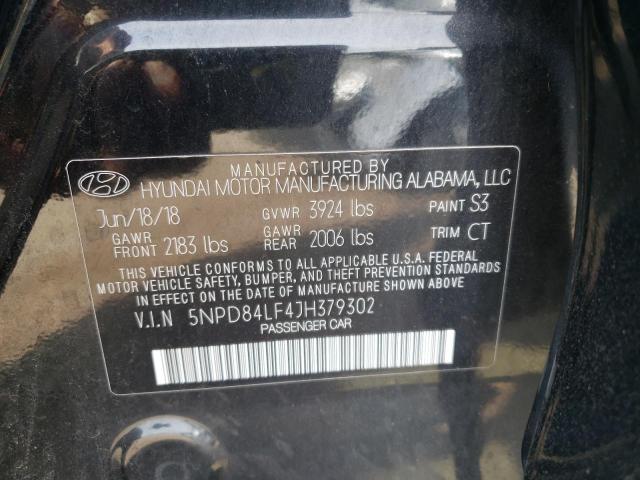 MANUFACTURED BY
HYUNDAI MOTOR MANUFACTURING ALABAMA, LLC
Jun/18/18 GVWR 3924 lbs PAINT S3
GAWR FRONT 2183 lbs GAWR REAR 2006 lbs TRIM CT
THIS VEHICLE CONFORMS TO ALL APPLICABLE U.S.A. FEDERAL
MOTOR VEHICLE SAFETY, BUMPER, AND THEFT PREVENTION STANDARDS
IN EFFECT ON THE DATE OF MANUFACTURE SHOWN ABOVE
V.I.N 5NPD84LF4JH379302
PASSENGER CAR